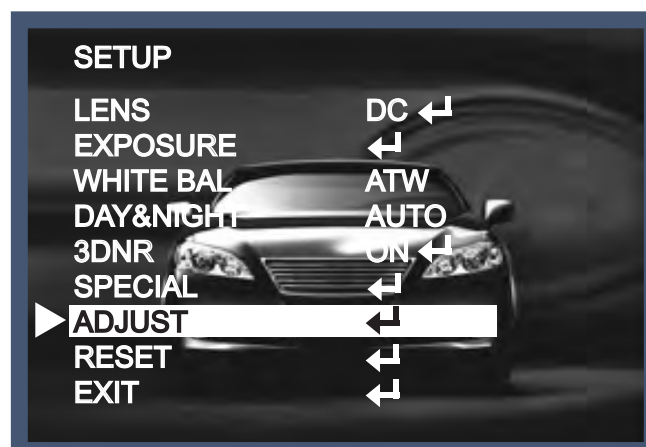 SETUP
LENS DC ↵
EXPOSURE ↵
WHITE BAL ATW
DAY&NIGHT AUTO
3DNR ON ↵
SPECIAL ↵
ADJUST ↵
RESET ↵
EXIT ↵